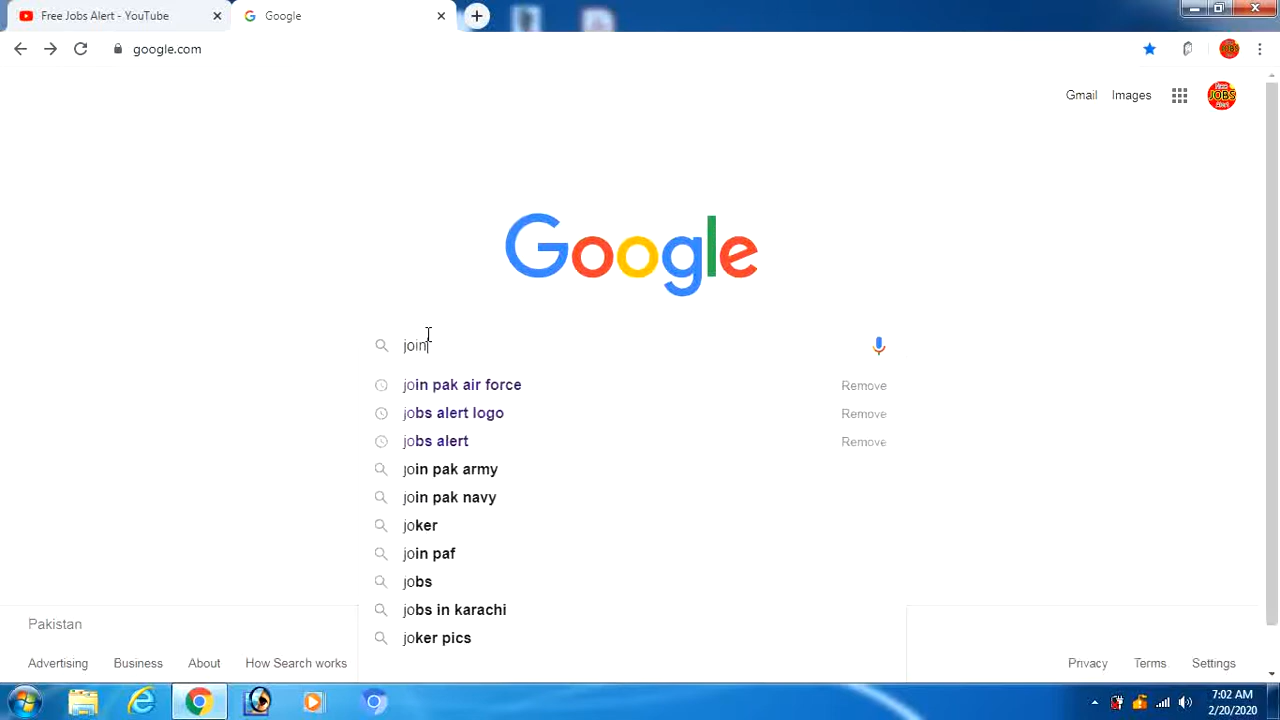 Free Jobs Alert - YouTube
Google
google.com
Gmail Images
JOBS
Google
join
join pak air force Remove
jobs alert logo Remove
jobs alert Remove
join pak army
join pak navy
joker
join paf
jobs
jobs in karachi
joker pics
Pakistan
Advertising Business About How Search works Privacy Terms Settings
7:02 AM
2/20/2020